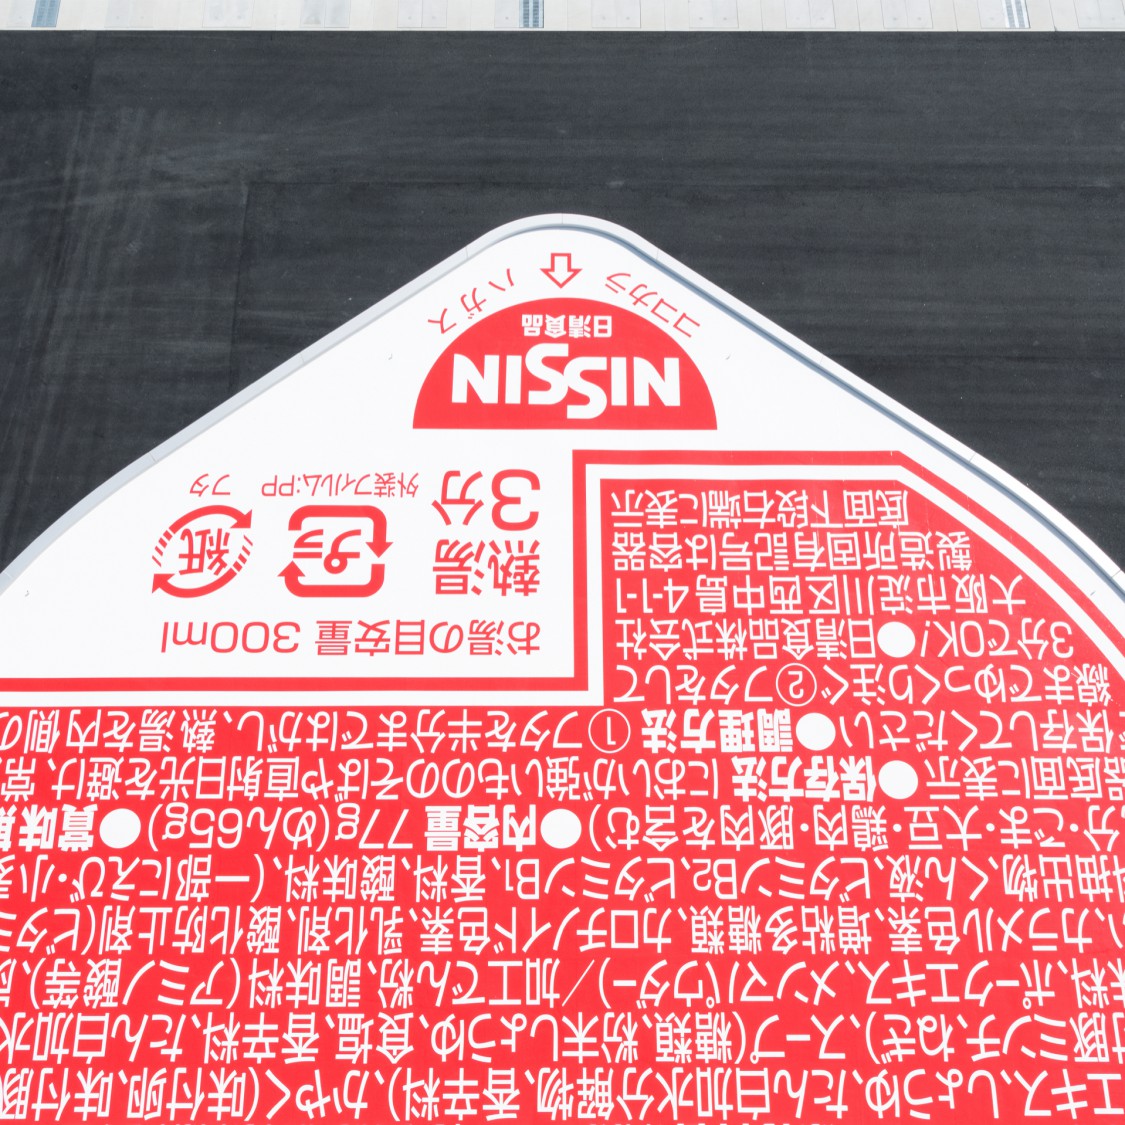 エキス、しょうゆ、たん白加水分解物、香辛料)、かやく(味付卵、味付豚
豚ミンチ、ねぎ)、スープ(糖類、粉末しょうゆ、食塩、香辛料、たん白加水
味料、ポークエキス、メンマパウダー)/加工でん粉、調味料(アミノ酸等)、炭
、カラメル色素、増粘多糖類、カロチノイド色素、乳化剤、酸化防止剤(ビタミ
抽出物、くん液、ビタミンB2、ビタミンB1、香料、酸味料、(一部にえび・小麦
分・ごま・大豆・鶏肉・豚肉を含む)●内容量 77g(めん65g)●賞味期
器底面に表示●保存方法 においが強いもののそばや直射日光を避け、常
保存してください●調理方法 ①フタを半分まではがし、熱湯を内側の
線までゆっくり注ぐ②フタをして
3分でOK!●日清食品株式会社
大阪市淀川区西中島4-1-1
製造所固有記号は容器
底面下段右端に表示
お湯の目安量 300ml
熱湯
3分
プラ
外装フィルム:PP
紙
フタ
NISSIN
日清食品
ココカラ
ハガス